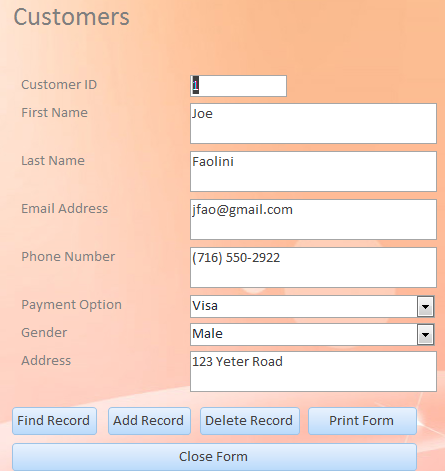 Customers
Customer ID 1
First Name Joe
Last Name Faolini
Email Address jfao@gmail.com
Phone Number (716) 550-2922
Payment Option Visa
Gender Male
Address 123 Yeter Road
Find Record Add Record Delete Record Print Form
Close Form